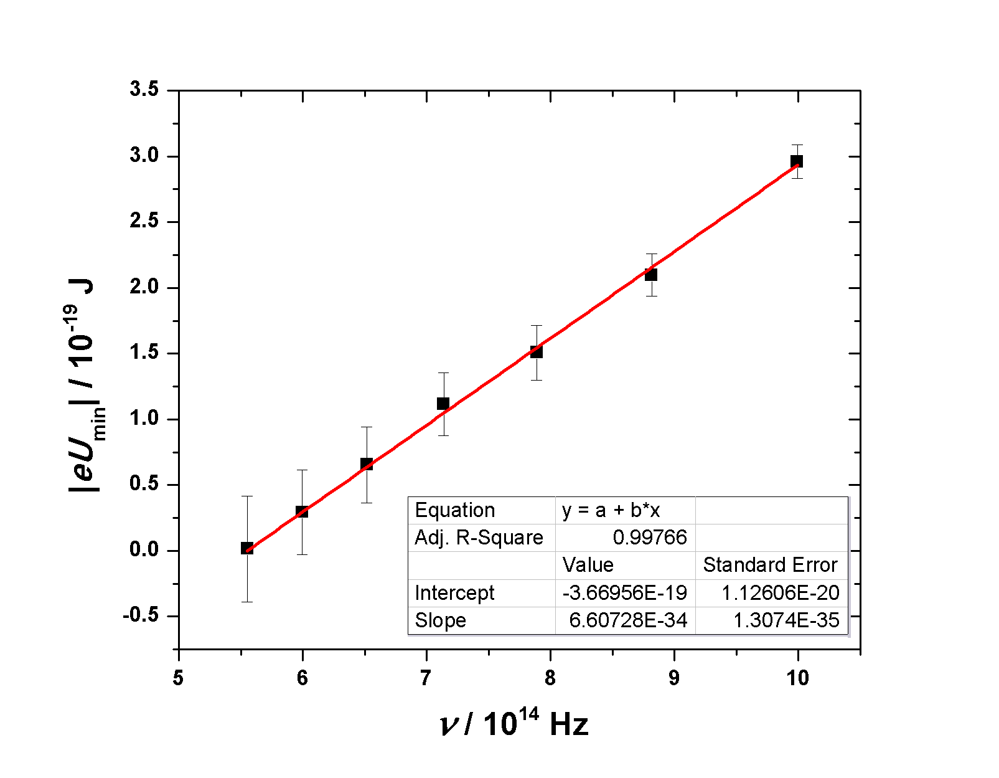 3.5
3.0
2.5
2.0
1.5
1.0
0.5
0.0
-0.5
|eUmin| / 10-19 J
Equation y = a + b*x
Adj. R-Square 0.99766
Value Standard Error
Intercept -3.66956E-19 1.12606E-20
Slope 6.60728E-34 1.3074E-35
5 6 7 8 9 10
ν / 1014 Hz